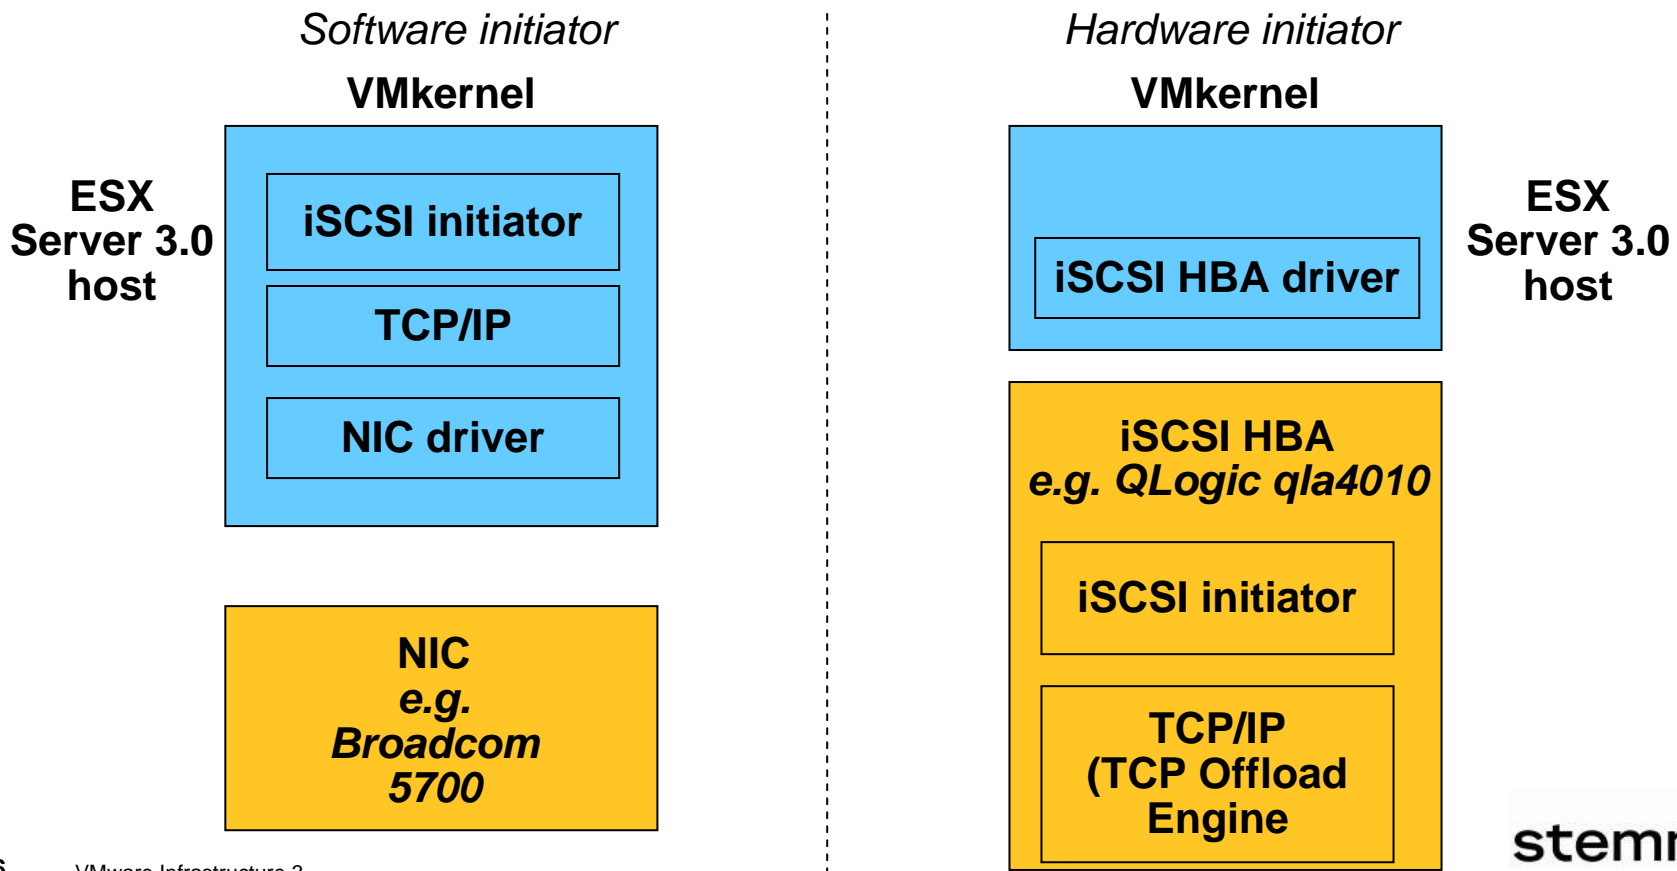 Software initiator
VMkernel
ESX
Server 3.0
host
iSCSI initiator
TCP/IP
NIC driver
NIC
e.g.
Broadcom
5700
Hardware initiator
VMkernel
ESX
Server 3.0
host
iSCSI HBA driver
iSCSI HBA
e.g. QLogic qla4010
iSCSI initiator
TCP/IP
(TCP Offload
Engine
VMware Infrastructure